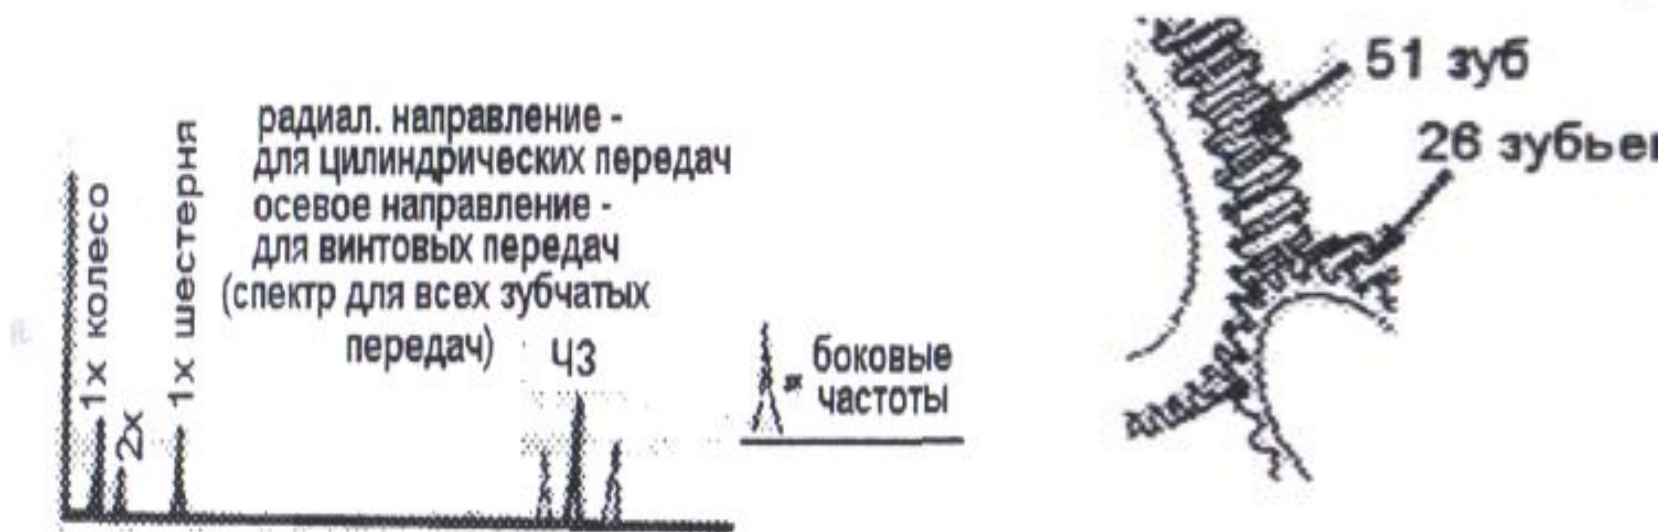 1x колесо
2x
1x шестерня
радиал. направление -
для цилиндрических передач
осевое направление -
для винтовых передач
(спектр для всех зубчатых
передач)
ЧЗ
боковые
частоты
51 зуб
26 зубьев